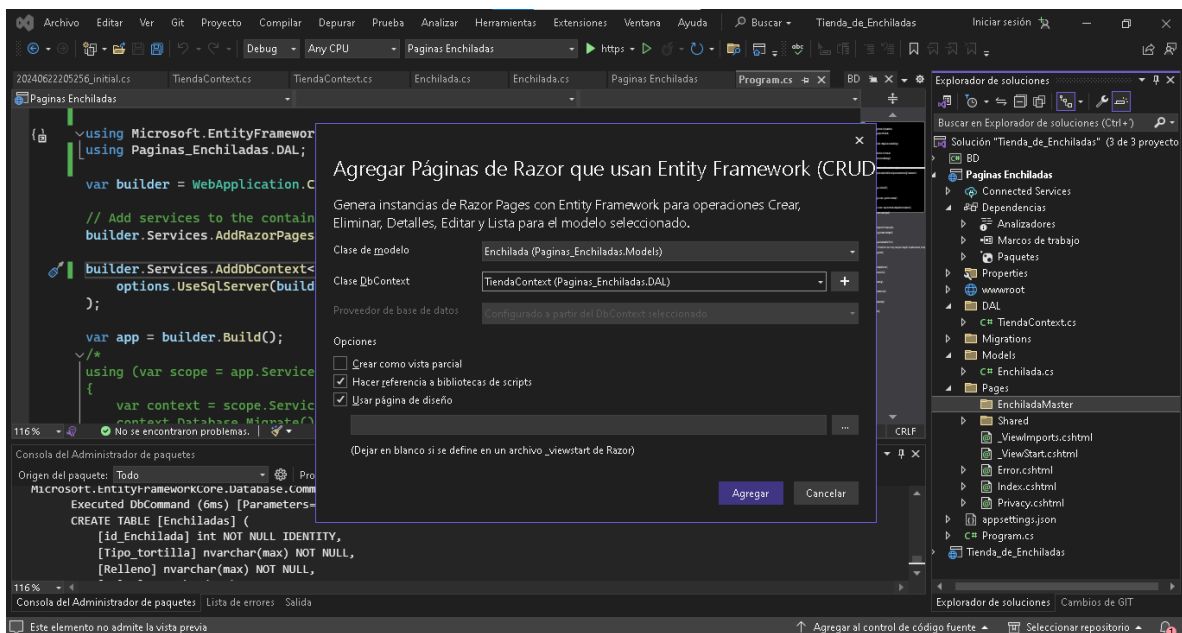 Archivo Editar Ver Git Proyecto Compilar Depurar Prueba Analizar Herramientas Extensiones Ventana Ayuda Buscar Tienda_de_Enchiladas Iniciar sesión
Debug Any CPU Paginas Enchiladas https
20240622205256_initial.cs TiendaContext.cs TiendaContext.cs Enchilada.cs Enchilada.cs Paginas Enchiladas Program.cs BD
Paginas Enchiladas
using Microsoft.EntityFramewor
using Paginas_Enchiladas.DAL;
var builder = WebApplication.C
// Add services to the contain
builder.Services.AddRazorPages
builder.Services.AddDbContext<
options.UseSqlServer(build
);
var app = builder.Build();
/*
using (var scope = app.Service
{
var context = scope.Servic
context.Database.Migrate()
116 % No se encontraron problemas. CRLF
Agregar Páginas de Razor que usan Entity Framework (CRUD
Genera instancias de Razor Pages con Entity Framework para operaciones Crear,
Eliminar, Detalles, Editar y Lista para el modelo seleccionado.
Clase de modelo Enchilada (Paginas_Enchiladas.Models)
Clase DbContext TiendaContext (Paginas_Enchiladas.DAL)
Proveedor de base de datos Configurado a partir del DbContext seleccionado
Opciones
Crear como vista parcial
Hacer referencia a bibliotecas de scripts
Usar página de diseño
...
(Dejar en blanco si se define en un archivo _viewstart de Razor)
Agregar Cancelar
Consola del Administrador de paquetes
Origen del paquete: Todo Pro
Microsoft.EntityFrameworkCore.Database.Comm
Executed DbCommand (6ms) [Parameters=
CREATE TABLE [Enchiladas] (
[id_Enchilada] int NOT NULL IDENTITY,
[Tipo_tortilla] nvarchar(max) NOT NULL,
[Relleno] nvarchar(max) NOT NULL,
116 %
Consola del Administrador de paquetes Lista de errores Salida
Explorador de soluciones
Buscar en Explorador de soluciones (Ctrl+´)
Solución "Tienda_de_Enchiladas" (3 de 3 proyecto
BD
Paginas Enchiladas
Connected Services
Dependencias
Analizadores
Marcos de trabajo
Paquetes
Properties
wwwroot
DAL
C# TiendaContext.cs
Migrations
Models
C# Enchilada.cs
Pages
EnchiladaMaster
Shared
_ViewImports.cshtml
_ViewStart.cshtml
Error.cshtml
Index.cshtml
Privacy.cshtml
appsettings.json
C# Program.cs
Tienda_de_Enchiladas
Explorador de soluciones Cambios de GIT
Este elemento no admite la vista previa Agregar al control de código fuente Seleccionar repositorio